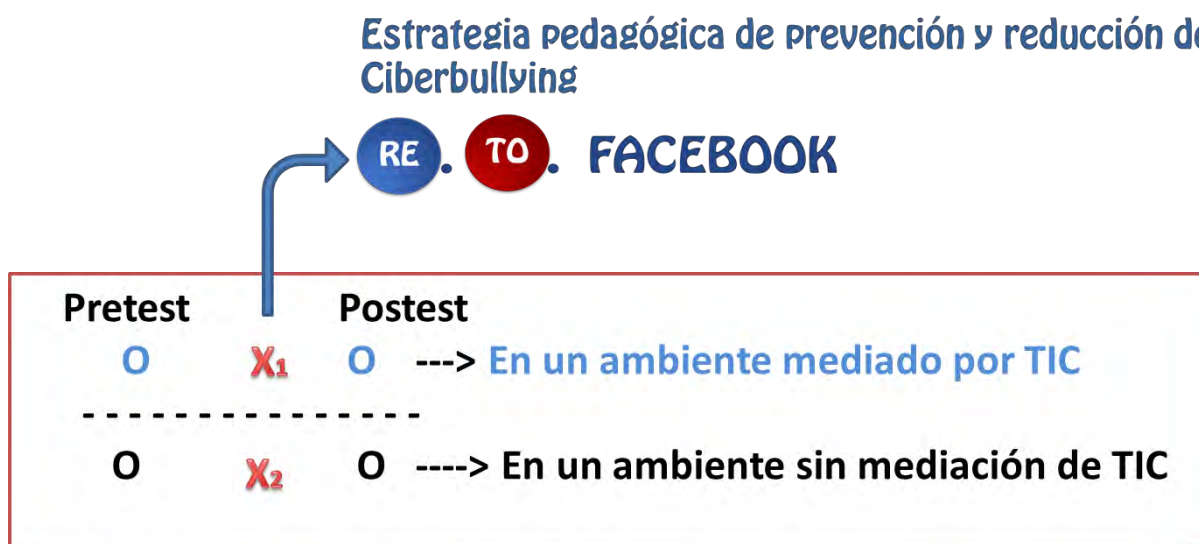 Estrategia pedagógica de prevención y reducción de
Ciberbullying
RE. TO. FACEBOOK
Pretest Postest
O X1 O ---> En un ambiente mediado por TIC
- - - - - - - - - - - - - - -
O X2 O ----> En un ambiente sin mediación de TIC